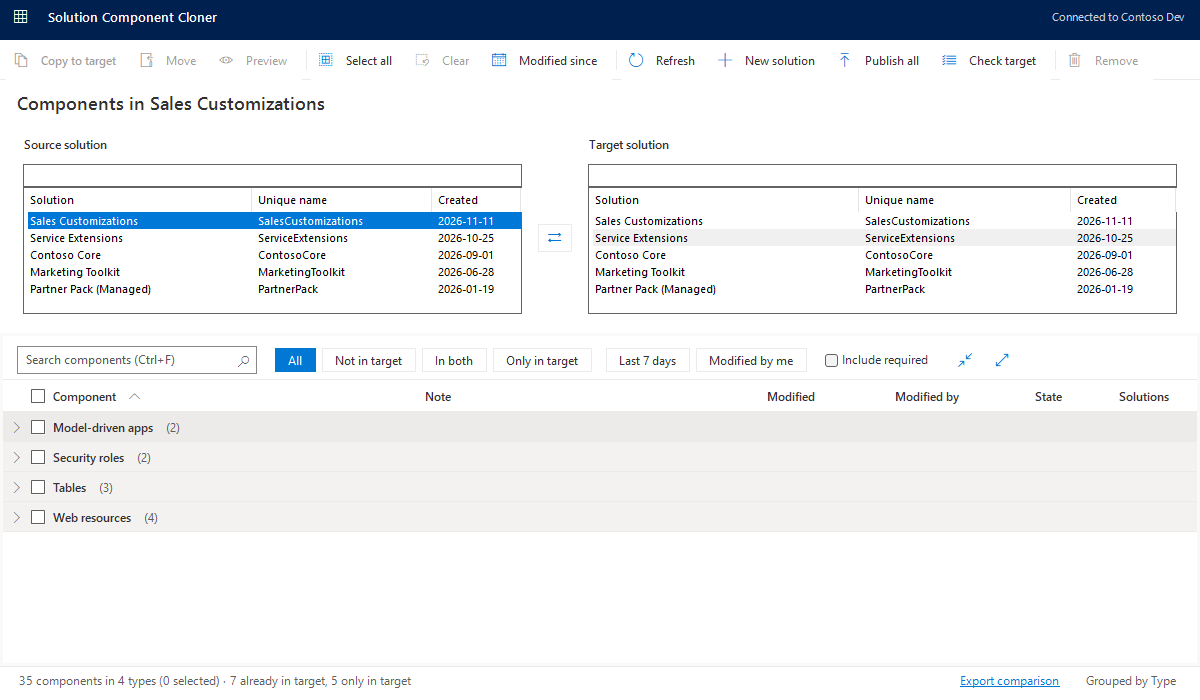 Solution Component Cloner Connected to Contoso Dev
Copy to target Move Preview Select all Clear Modified since Refresh New solution Publish all Check target Remove
Components in Sales Customizations
Source solution Target solution
Solution Unique name Created Solution Unique name Created
Sales Customizations SalesCustomizations 2026-11-11 Sales Customizations SalesCustomizations 2026-11-11
Service Extensions ServiceExtensions 2026-10-25 Service Extensions ServiceExtensions 2026-10-25
Contoso Core ContosoCore 2026-09-01 Contoso Core ContosoCore 2026-09-01
Marketing Toolkit MarketingToolkit 2026-06-28 Marketing Toolkit MarketingToolkit 2026-06-28
Partner Pack (Managed) PartnerPack 2026-01-19 Partner Pack (Managed) PartnerPack 2026-01-19
Search components (Ctrl+F) All Not in target In both Only in target Last 7 days Modified by me Include required
Component Note Modified Modified by State Solutions
Model-driven apps (2)
Security roles (2)
Tables (3)
Web resources (4)
35 components in 4 types (0 selected) · 7 already in target, 5 only in target Export comparison Grouped by Type